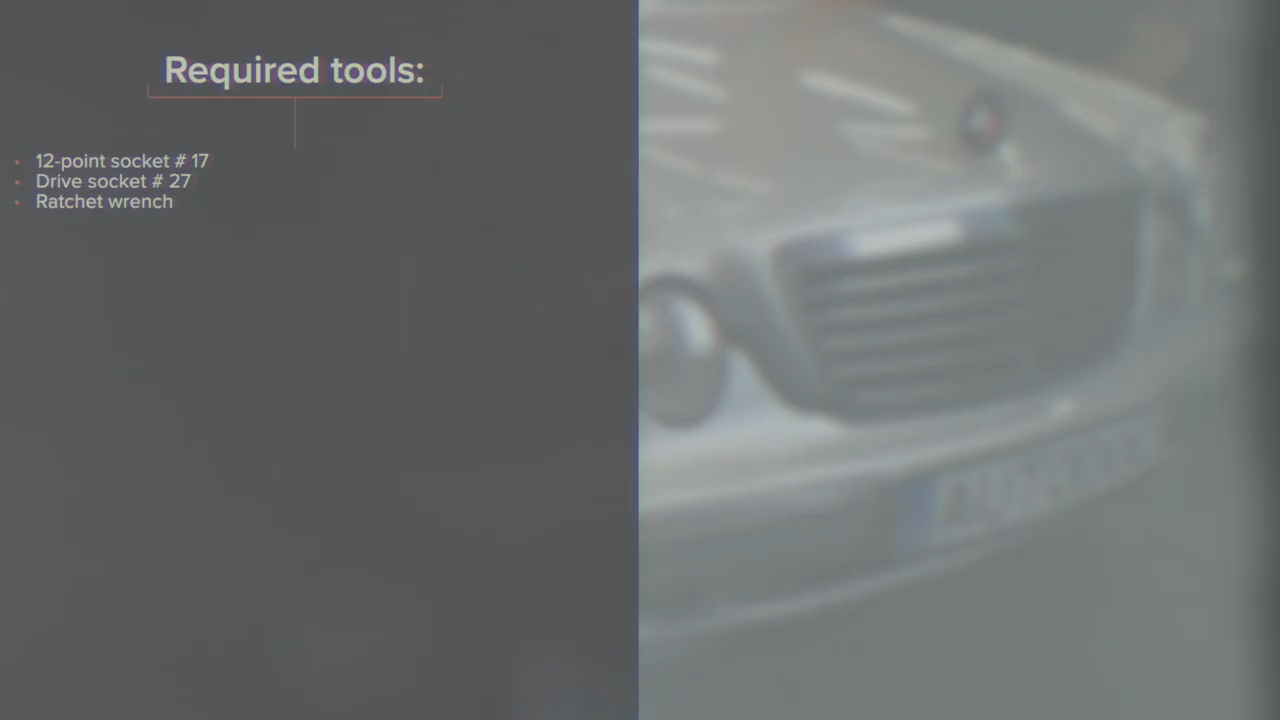 Required tools:
• 12-point socket # 17
• Drive socket # 27
• Ratchet wrench